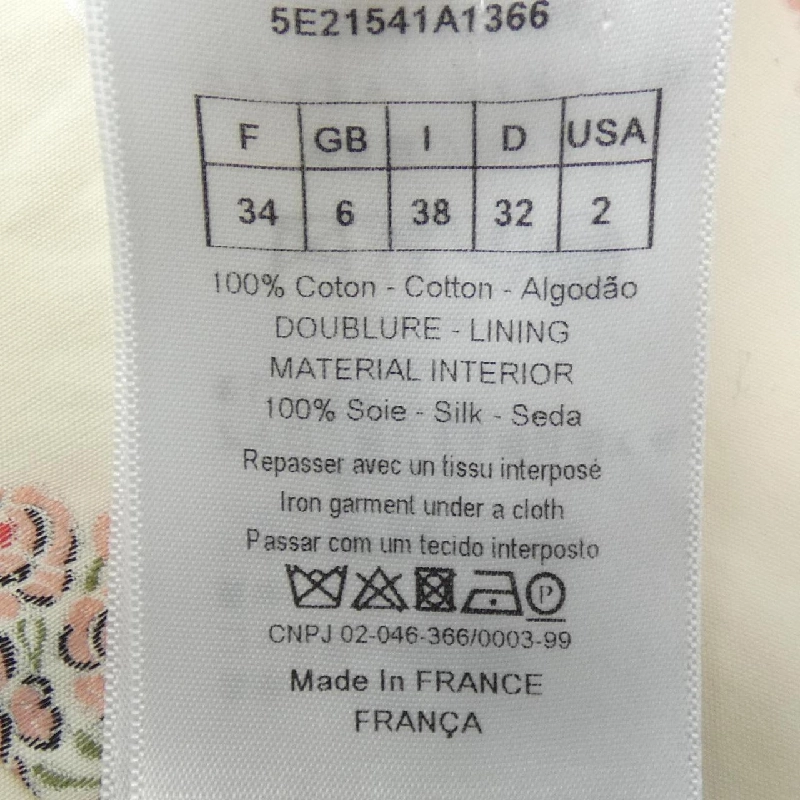 5E21541A1366
F GB I D USA
34 6 38 32 2
100% Coton - Cotton - Algodão
DOUBLURE - LINING
MATERIAL INTERIOR
100% Soie - Silk - Seda
Repasser avec un tissu interposé
Iron garment under a cloth
Passar com um tecido interposto
P
CNPJ 02-046-366/0003-99
Made In FRANCE
FRANÇA